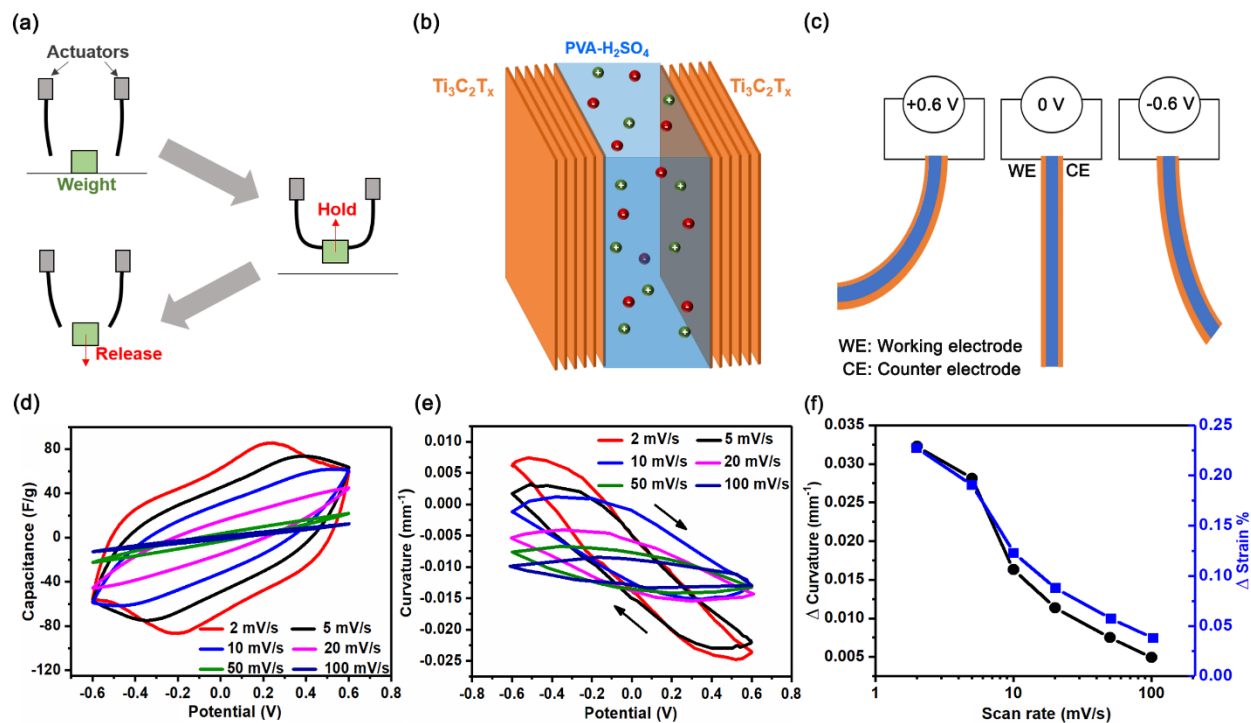 (a)
Actuators
Weight
Hold
Release
(b)
PVA-H₂SO₄
Ti₃C₂Tₓ
Ti₃C₂Tₓ
(c)
+0.6 V
0 V
-0.6 V
WE
CE
WE: Working electrode
CE: Counter electrode
(d)
80
40
0
-40
-80
-120
Capacitance (F/g)
2 mV/s
5 mV/s
10 mV/s
20 mV/s
50 mV/s
100 mV/s
-0.6 -0.4 -0.2 0.0 0.2 0.4 0.6 0.8
Potential (V)
(e)
0.010
0.005
0.000
-0.005
-0.010
-0.015
-0.020
-0.025
Curvature (mm⁻¹)
2 mV/s
5 mV/s
10 mV/s
20 mV/s
50 mV/s
100 mV/s
-0.6 -0.4 -0.2 0.0 0.2 0.4 0.6 0.8
Potential (V)
(f)
0.035
0.030
0.025
0.020
0.015
0.010
0.005
Δ Curvature (mm⁻¹)
0.25
0.20
0.15
0.10
0.05
0.00
Δ Strain %
1 10 100
Scan rate (mV/s)